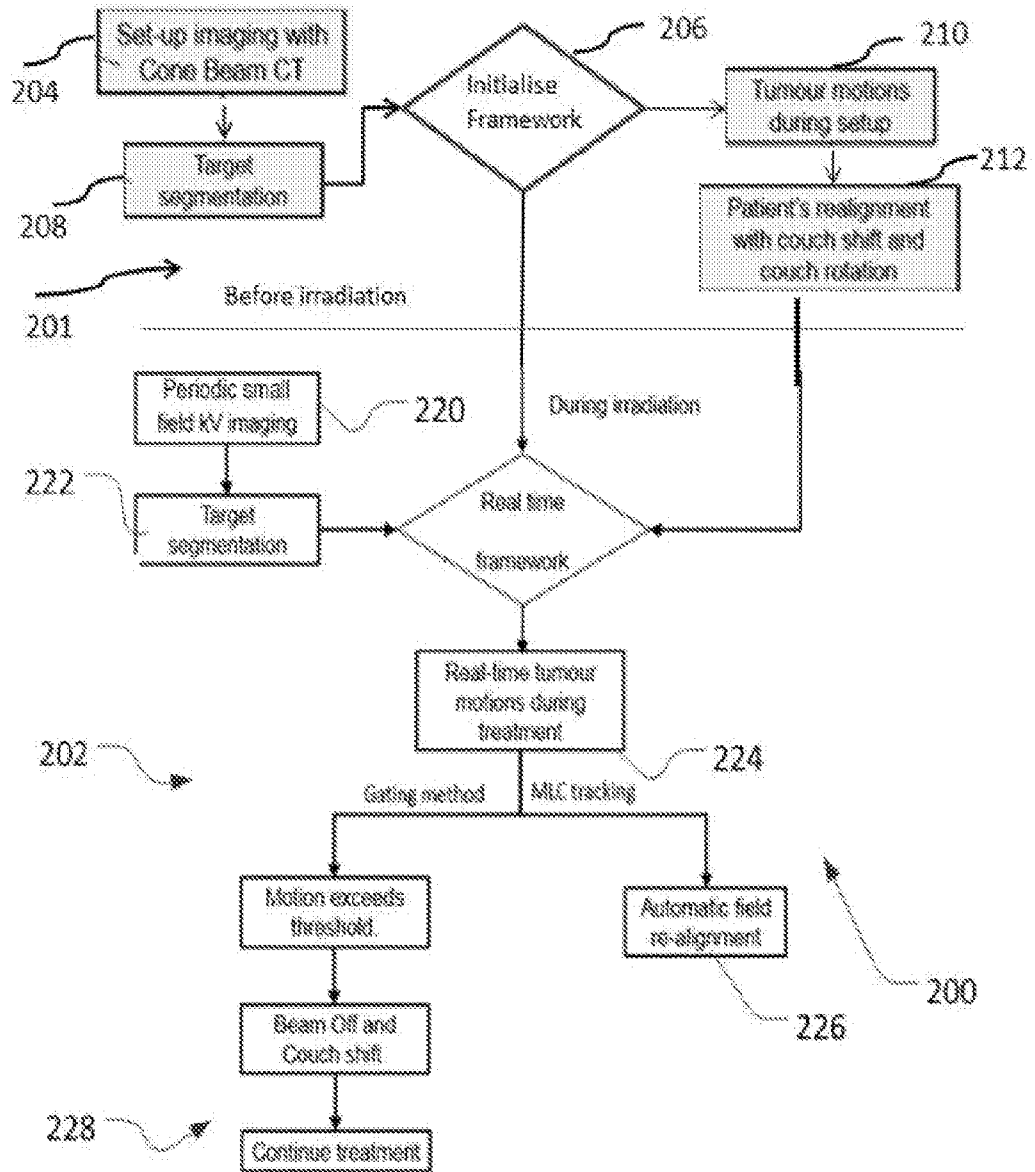 Set-up imaging with
Cone Beam CT
204
206
Initialise
Framework
210
Tumour motions
during setup
Target
segmentation
208
212
Patient's realignment
with couch shift and
couch rotation
201
Before irradiation
Periodic small
field kV imaging
220
During irradiation
222
Target
segmentation
Real time
framework
Real-time tumour
motions during
treatment
224
202
Gating method
MLC tracking
Motion exceeds
threshold.
Automatic field
re-alignment
200
226
Beam Off and
Couch shift
228
Continue treatment